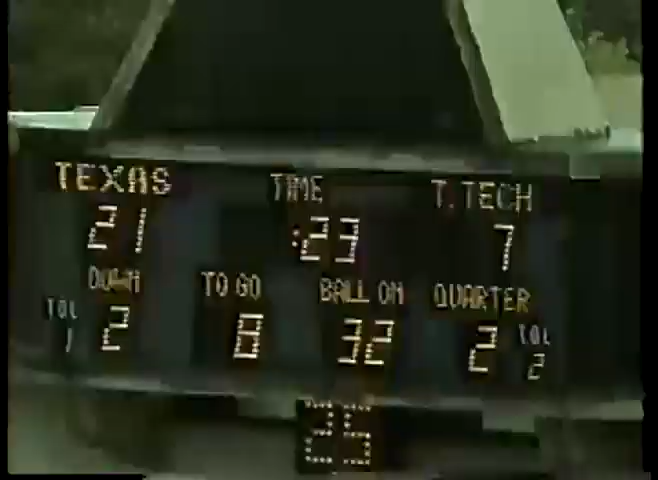 TEXAS TIME T. TECH
21 :23 7
DOWN TO GO BALL ON QUARTER
TOL 2 8 32 2 TOL
1 2
25